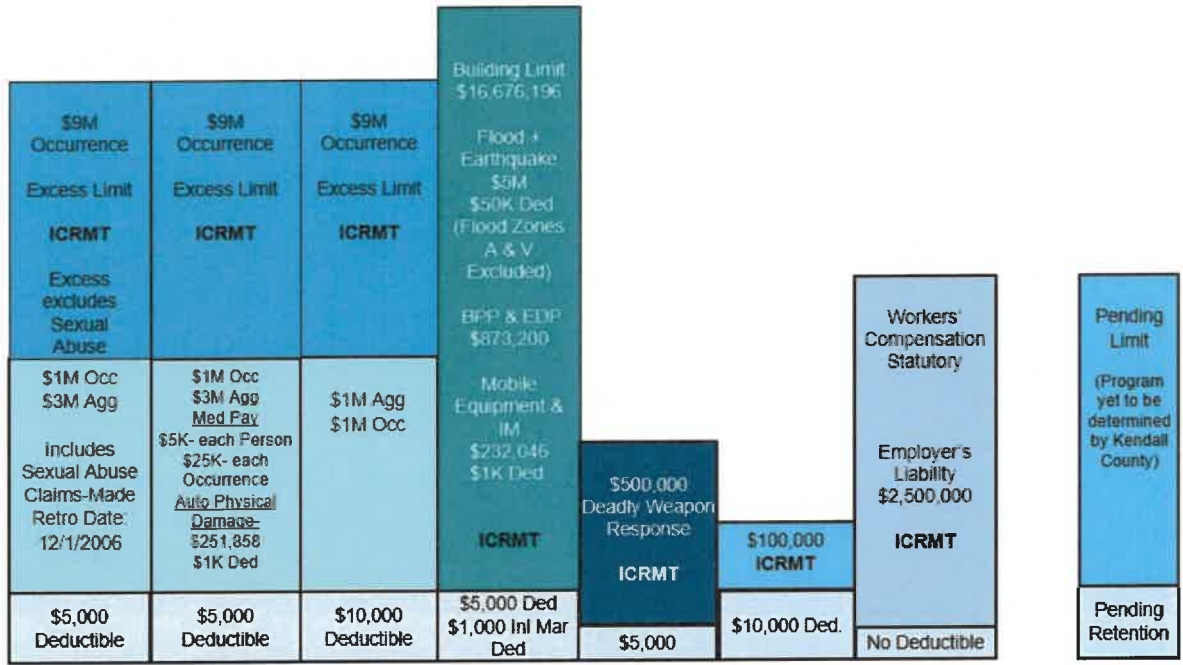 $9M
Occurrence
Excess Limit
ICRMT
Excess
excludes
Sexual
Abuse
$1M Occ
$3M Agg
includes
Sexual Abuse
Claims-Made
Retro Date:
12/1/2006
$5,000
Deductible
$9M
Occurrence
Excess Limit
ICRMT
$1M Occ
$3M Agg
Med Pay
$5K- each Person
$25K- each
Occurrence
Auto Physical
Damage-
$251,858
$1K Ded
$5,000
Deductible
$9M
Occurrence
Excess Limit
ICRMT
$1M Agg
$1M Occ
$10,000
Deductible
Building Limit
$16,676,196
Flood +
Earthquake
$5M
$50K Ded
(Flood Zones
A & V
Excluded)
BPP & EDP
$873,200
Mobile
Equipment &
IM
$232,046
$1K Ded
ICRMT
$5,000 Ded
$1,000 Inl Mar
Ded
$500,000
Deadly Weapon
Response
ICRMT
$5,000
$100,000
ICRMT
$10,000 Ded.
Workers'
Compensation
Statutory
Employer's
Liability
$2,500,000
ICRMT
No Deductible
Pending
Limit
(Program
yet to be
determined
by Kendall
County)
Pending
Retention